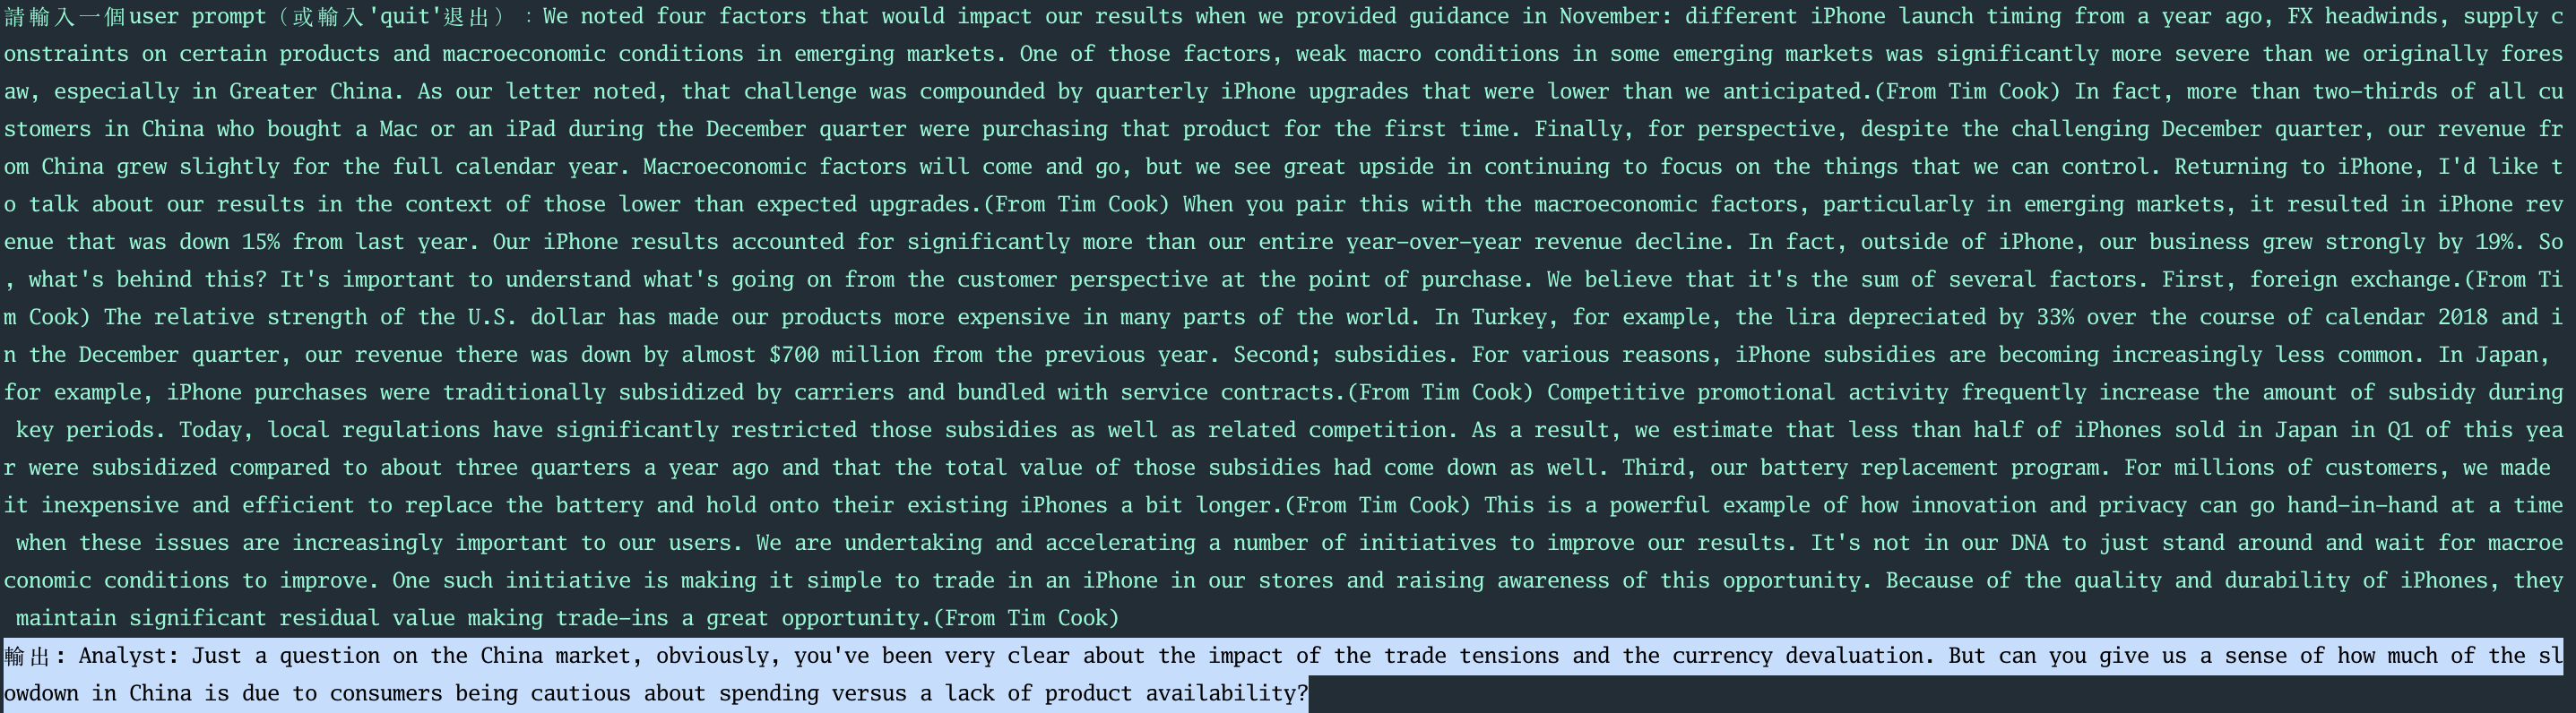 請輸入一個user prompt（或輸入'quit'退出）：We noted four factors that would impact our results when we provided guidance in November: different iPhone launch timing from a year ago, FX headwinds, supply c
onstraints on certain products and macroeconomic conditions in emerging markets. One of those factors, weak macro conditions in some emerging markets was significantly more severe than we originally fores
aw, especially in Greater China. As our letter noted, that challenge was compounded by quarterly iPhone upgrades that were lower than we anticipated.(From Tim Cook) In fact, more than two-thirds of all cu
stomers in China who bought a Mac or an iPad during the December quarter were purchasing that product for the first time. Finally, for perspective, despite the challenging December quarter, our revenue fr
om China grew slightly for the full calendar year. Macroeconomic factors will come and go, but we see great upside in continuing to focus on the things that we can control. Returning to iPhone, I'd like t
o talk about our results in the context of those lower than expected upgrades.(From Tim Cook) When you pair this with the macroeconomic factors, particularly in emerging markets, it resulted in iPhone rev
enue that was down 15% from last year. Our iPhone results accounted for significantly more than our entire year-over-year revenue decline. In fact, outside of iPhone, our business grew strongly by 19%. So
, what's behind this? It's important to understand what's going on from the customer perspective at the point of purchase. We believe that it's the sum of several factors. First, foreign exchange.(From Ti
m Cook) The relative strength of the U.S. dollar has made our products more expensive in many parts of the world. In Turkey, for example, the lira depreciated by 33% over the course of calendar 2018 and i
n the December quarter, our revenue there was down by almost $700 million from the previous year. Second; subsidies. For various reasons, iPhone subsidies are becoming increasingly less common. In Japan,
for example, iPhone purchases were traditionally subsidized by carriers and bundled with service contracts.(From Tim Cook) Competitive promotional activity frequently increase the amount of subsidy during
key periods. Today, local regulations have significantly restricted those subsidies as well as related competition. As a result, we estimate that less than half of iPhones sold in Japan in Q1 of this yea
r were subsidized compared to about three quarters a year ago and that the total value of those subsidies had come down as well. Third, our battery replacement program. For millions of customers, we made
it inexpensive and efficient to replace the battery and hold onto their existing iPhones a bit longer.(From Tim Cook) This is a powerful example of how innovation and privacy can go hand-in-hand at a time
when these issues are increasingly important to our users. We are undertaking and accelerating a number of initiatives to improve our results. It's not in our DNA to just stand around and wait for macroe
conomic conditions to improve. One such initiative is making it simple to trade in an iPhone in our stores and raising awareness of this opportunity. Because of the quality and durability of iPhones, they
maintain significant residual value making trade-ins a great opportunity.(From Tim Cook)
輸出: Analyst: Just a question on the China market, obviously, you've been very clear about the impact of the trade tensions and the currency devaluation. But can you give us a sense of how much of the sl
owdown in China is due to consumers being cautious about spending versus a lack of product availability?